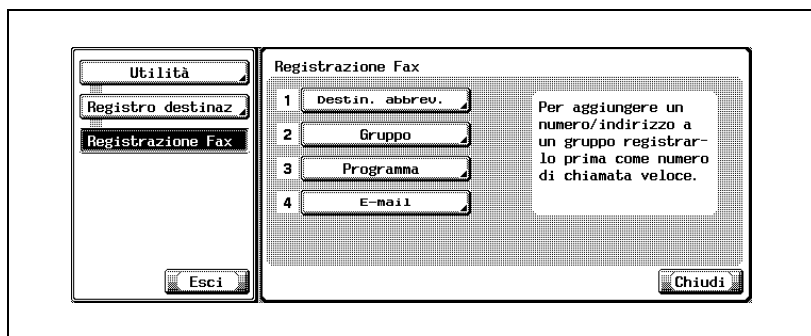 Utilità
Registro destinaz
Registrazione Fax
Esci
Registrazione Fax
1 Destin. abbrev.
2 Gruppo
3 Programma
4 E-mail
Per aggiungere un
numero/indirizzo a
un gruppo registrar-
lo prima come numero
di chiamata veloce.
Chiudi